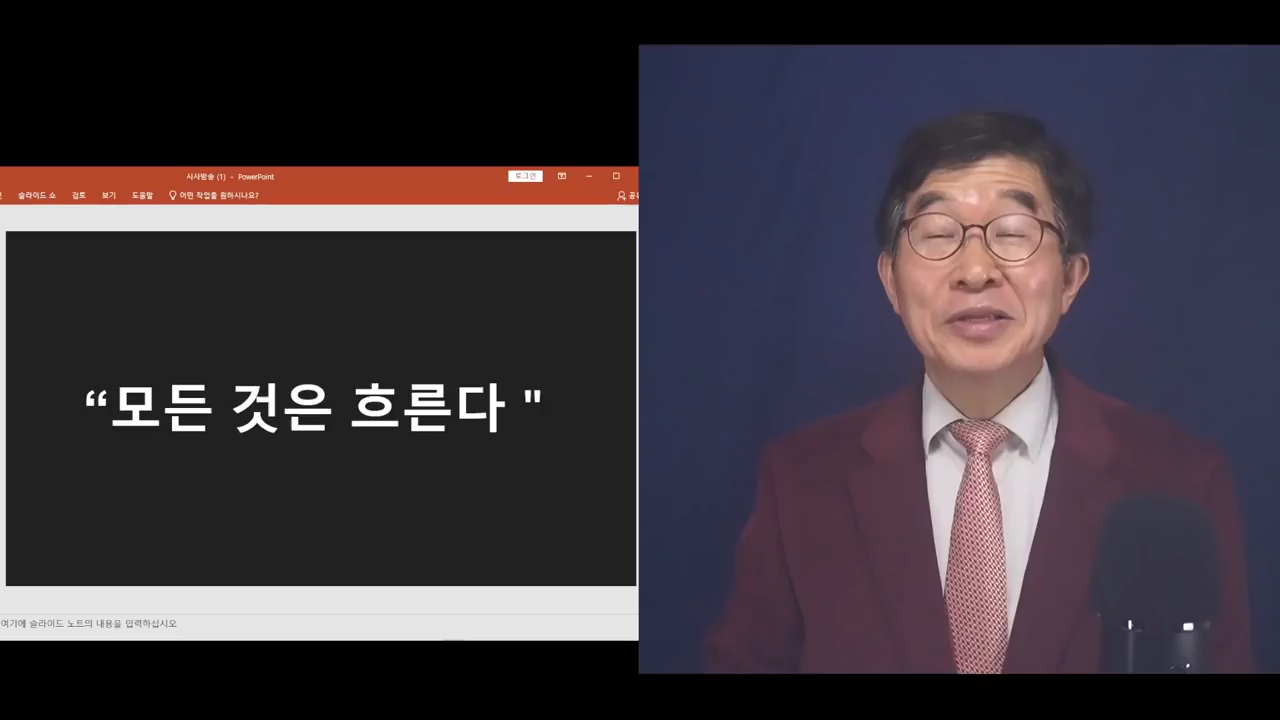 시사방송 (1) - PowerPoint
로그인
슬라이드 쇼 검토 보기 도움말 어떤 작업을 원하시나요?
“모든 것은 흐른다 "
여기에 슬라이드 노트의 내용을 입력하십시오